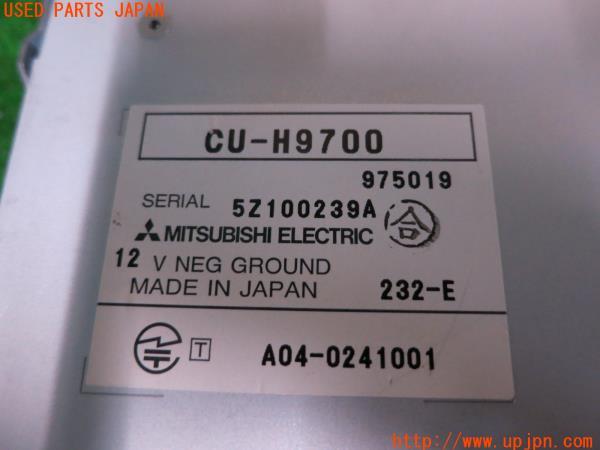 USED PARTS JAPAN
CU-H9700
975019
SERIAL 5Z100239A
合
MITSUBISHI ELECTRIC
12 V NEG GROUND
MADE IN JAPAN 232-E
T A04-0241001
http://www.upjpn.com